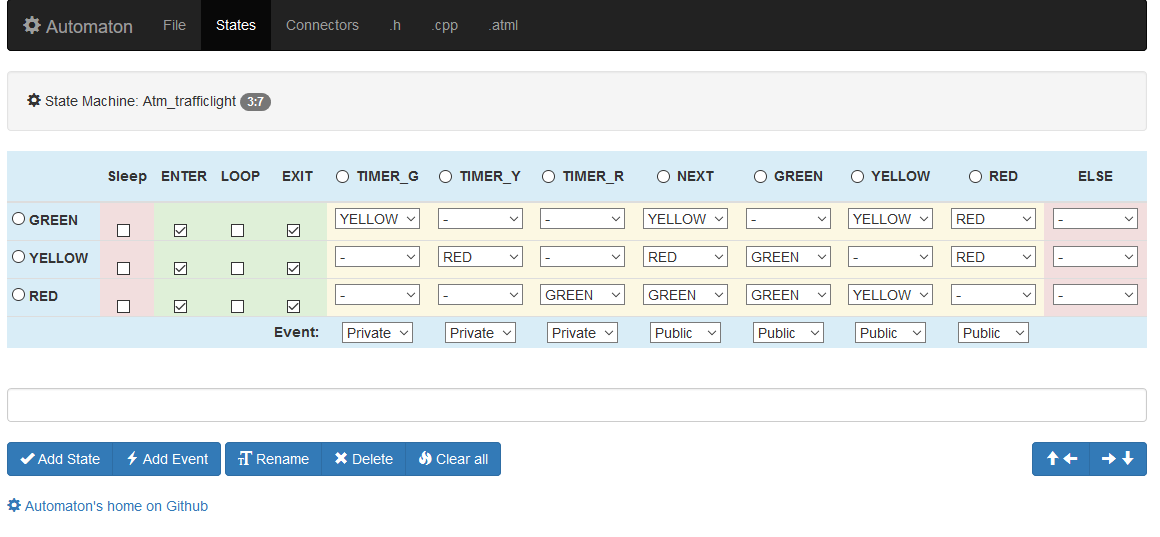 Automaton File States Connectors .h .cpp .atml
State Machine: Atm_trafficlight 3:7
Sleep ENTER LOOP EXIT TIMER_G TIMER_Y TIMER_R NEXT GREEN YELLOW RED ELSE
GREEN YELLOW - - YELLOW - YELLOW RED -
YELLOW - RED - RED GREEN - RED -
RED - - GREEN GREEN GREEN YELLOW - -
Event: Private Private Private Public Public Public Public
Add State Add Event Rename Delete Clear all
Automaton's home on Github